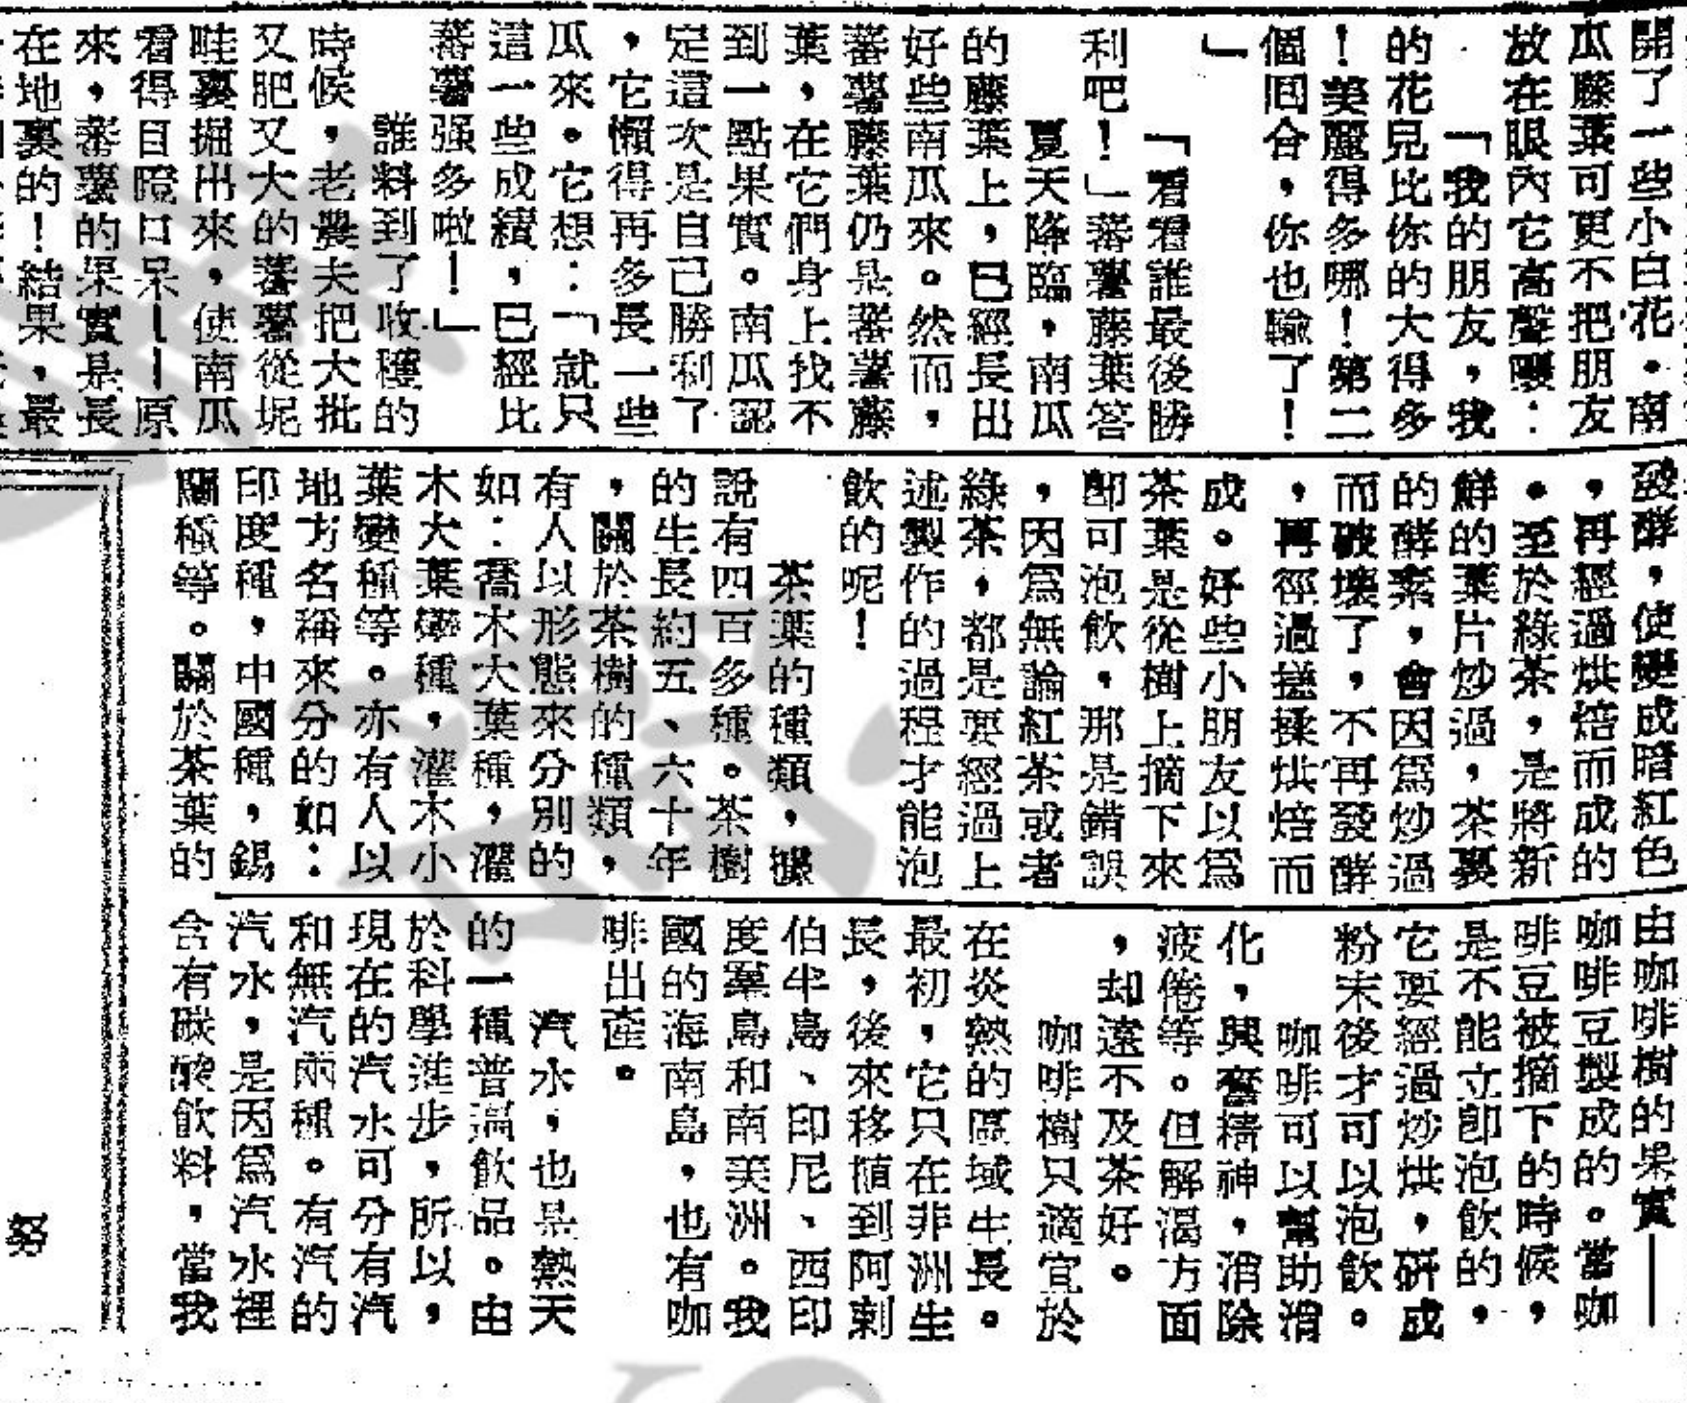 開了一些小白花。南
瓜藤葉可更不把朋友
放在眼內它高聲嚷：
「我的朋友，我
的花兒比你的大得多
！美麗得多哪！第二
個回合，你也輸了！
」
「看看誰最後勝
利吧！」蕃薯藤葉答
夏天降臨，南瓜
的藤葉上，已經長出
好些南瓜來。然而，
蕃薯藤葉仍是蕃薯藤
葉，在它們身上找不
到一點果實。南瓜認
定這次是自己勝利了
，它懶得再多長一些
瓜來。它想：「就只
這一些成績，已經比
蕃薯强多啦！」
誰料到了收穫的
時候，老農夫把大批
又肥又大的蕃薯從坭
畦裏掘出來，使南瓜
看得目瞪口呆——原
來，蕃薯的果實是長
在地裏的！結果，最
發酵，使變成暗紅色
，再經過烘焙而成的
。至於綠茶，是將新
鮮的葉片炒過，茶裏
的酵素，會因爲炒過
而破壞了，不再發酵
，再徑過搓揉烘焙而
成。好些小朋友以爲
茶葉是從樹上摘下來
卽可泡飲，那是錯誤
，因爲無論紅茶或者
綠茶，都是要經過上
述製作的過程才能泡
飲的呢！
茶葉的種類，據
說有四百多種。茶樹
的生長約五、六十年
，關於茶樹的種類，
有人以形態來分別的
如：喬木大葉種，灌
木大葉變種，灌木小
葉變種等。亦有人以
地方名稱來分的如：
印度種，中國種，錫
關種等。關於茶葉的
由咖啡樹的果實——
咖啡豆製成的。當咖
啡豆被摘下的時候，
是不能立卽泡飲的，
它要經過炒烘，研成
粉末後才可以泡飲。
咖啡可以幫助消
化，興奮精神，消除
疲倦等。但解渴方面
，却遠不及茶好。
咖啡樹只適宜於
在炎熱的區域生長。
最初，它只在非洲生
長，後來移植到阿剌
伯半島、印尼、西印
度羣島和南美洲。我
國的海南島，也有咖
啡出產。
汽水，也是熱天
的一種普遍飲品。由
於科學進步，所以，
現在的汽水可分有汽
和無汽兩種。有汽的
汽水，是因爲汽水裡
含有碳酸飲料，當我